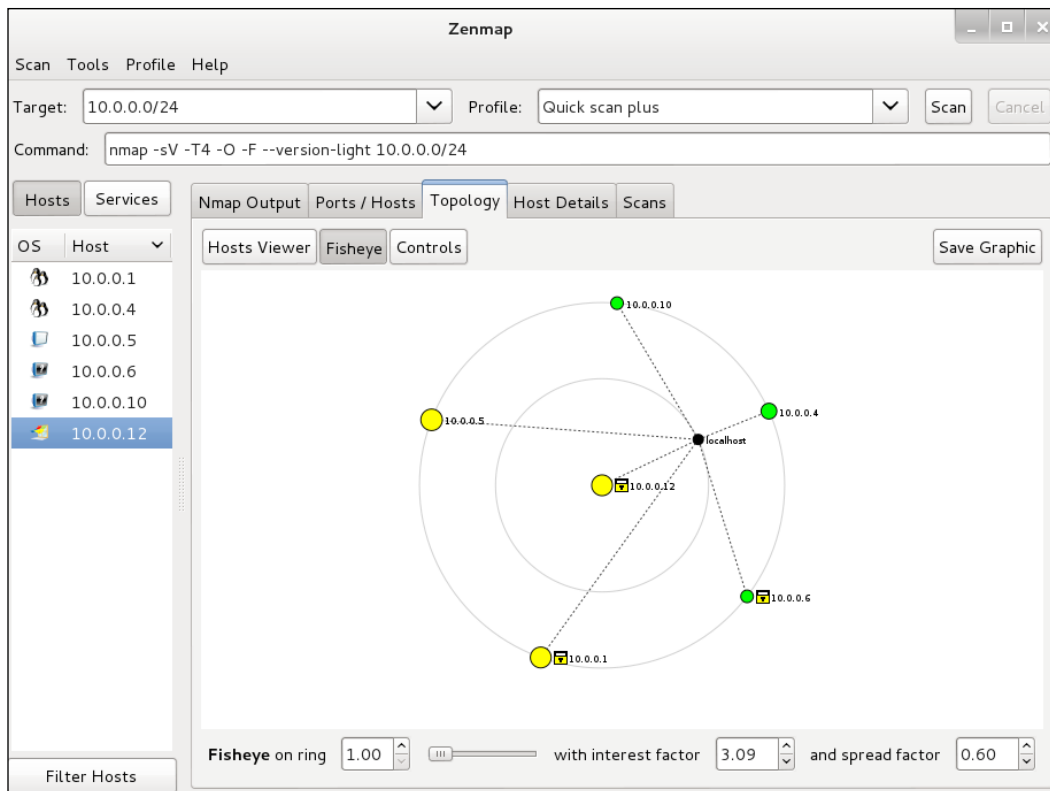 Zenmap
Scan Tools Profile Help
Target: 10.0.0.0/24 Profile: Quick scan plus Scan Cancel
Command: nmap -sV -T4 -O -F --version-light 10.0.0.0/24
Hosts Services
Nmap Output Ports / Hosts Topology Host Details Scans
OS Host
Hosts Viewer Fisheye Controls Save Graphic
10.0.0.1
10.0.0.4
10.0.0.5
10.0.0.6
10.0.0.10
10.0.0.12
10.0.0.10
10.0.0.4
10.0.0.5
localhost
10.0.0.12
10.0.0.6
10.0.0.1
Fisheye on ring 1.00 with interest factor 3.09 and spread factor 0.60
Filter Hosts